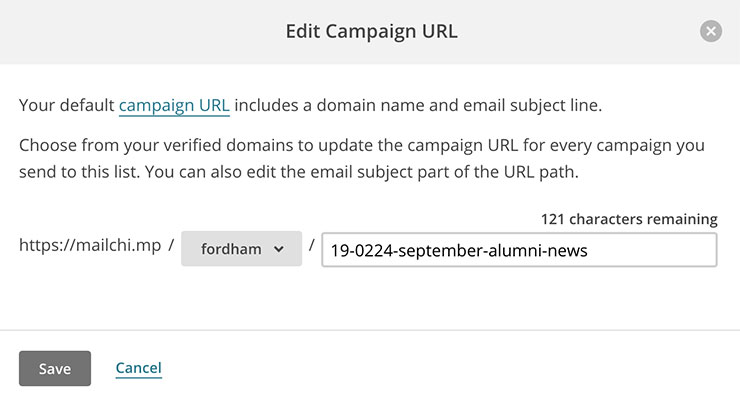 Edit Campaign URL
Your default campaign URL includes a domain name and email subject line.
Choose from your verified domains to update the campaign URL for every campaign you
send to this list. You can also edit the email subject part of the URL path.
121 characters remaining
https://mailchi.mp / fordham / 19-0224-september-alumni-news
Save Cancel